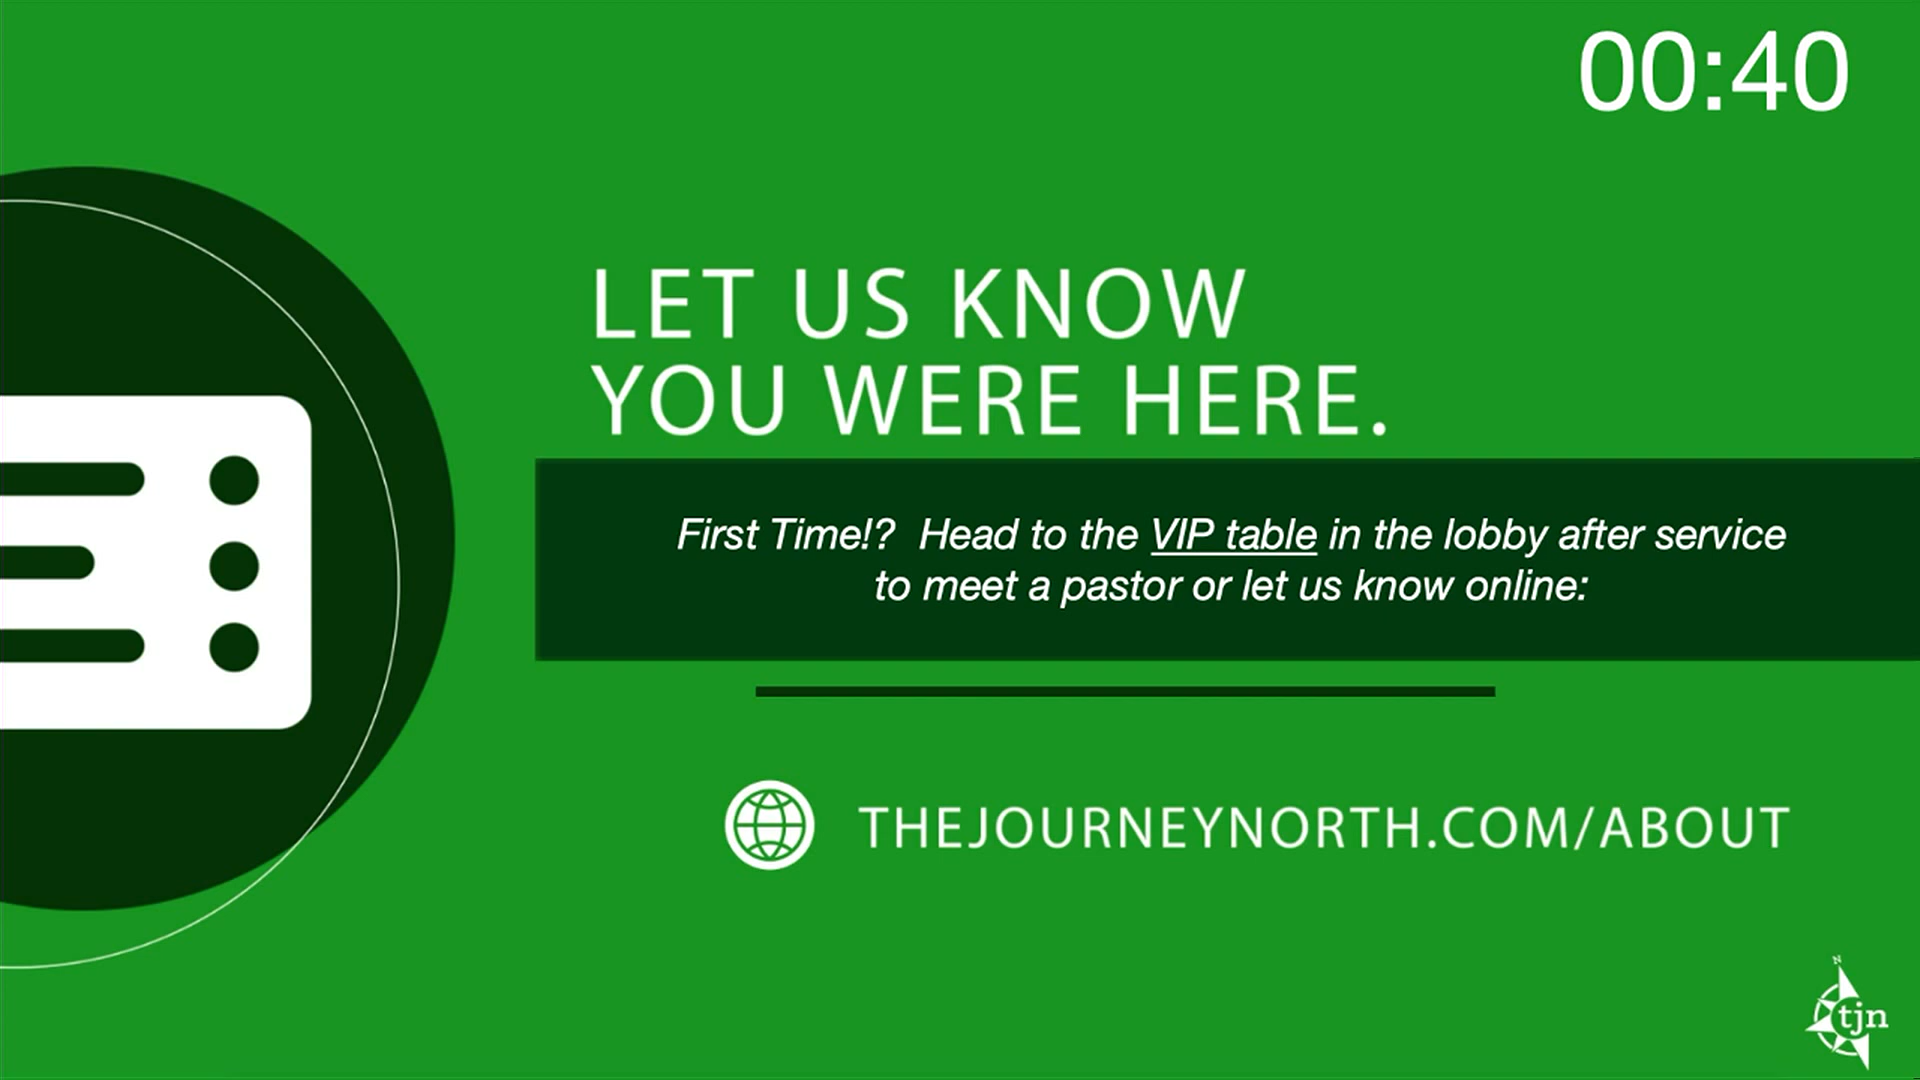 00:40
LET US KNOW
YOU WERE HERE.
First Time!?  Head to the VIP table in the lobby after service
to meet a pastor or let us know online:
THEJOURNEYNORTH.COM/ABOUT
N
tjn